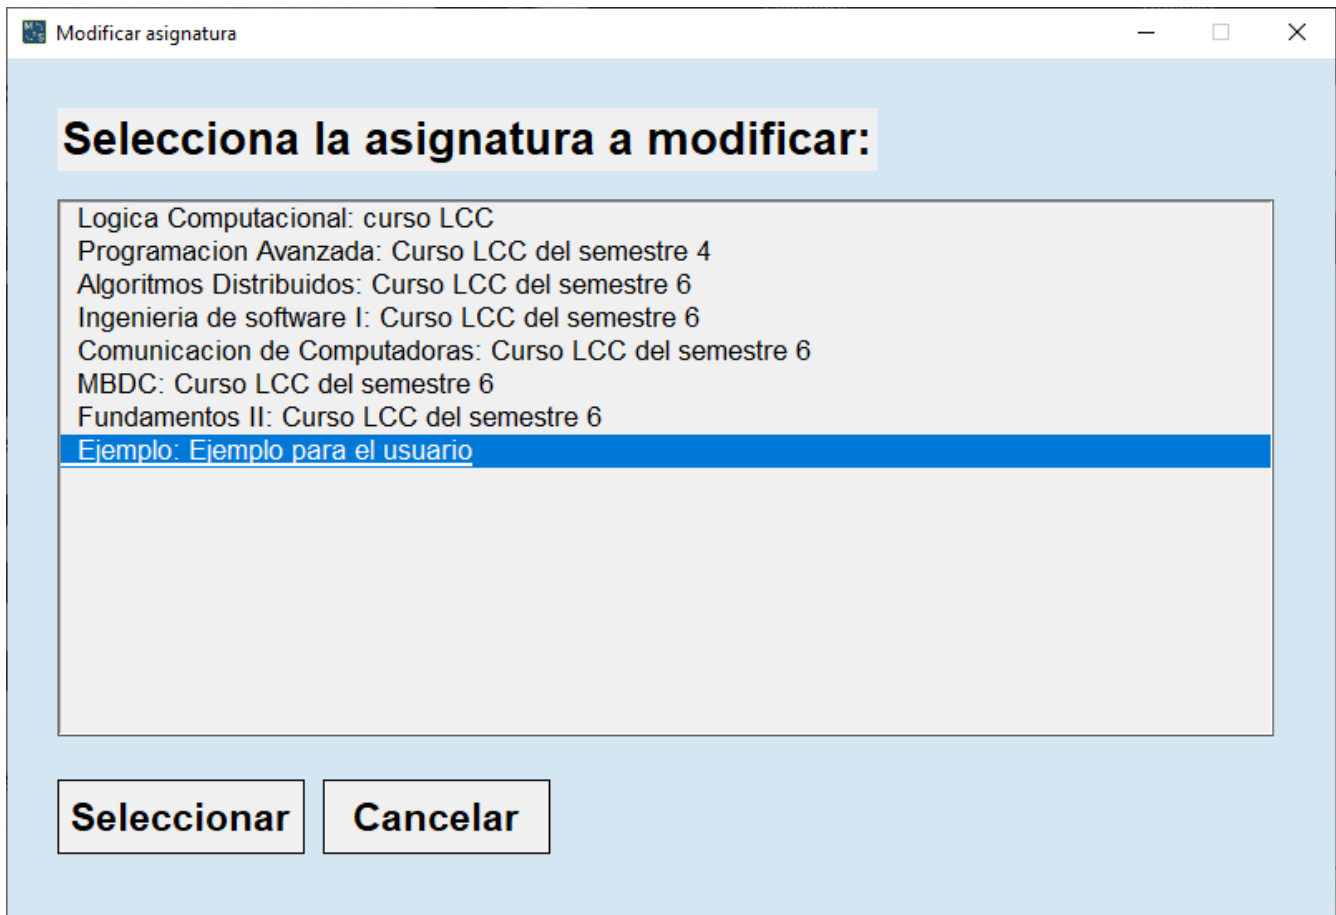 Modificar asignatura
Selecciona la asignatura a modificar:
Logica Computacional: curso LCC
Programacion Avanzada: Curso LCC del semestre 4
Algoritmos Distribuidos: Curso LCC del semestre 6
Ingenieria de software I: Curso LCC del semestre 6
Comunicacion de Computadoras: Curso LCC del semestre 6
MBDC: Curso LCC del semestre 6
Fundamentos II: Curso LCC del semestre 6
Ejemplo: Ejemplo para el usuario
Seleccionar Cancelar